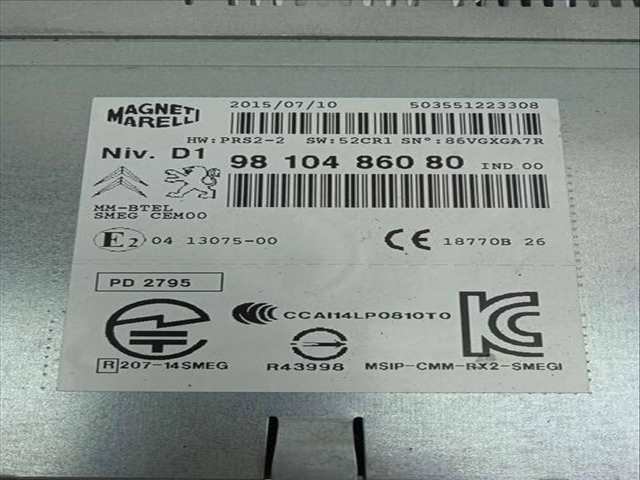 MAGNETI
MARELLI
2015/07/10 503551223308
HW:PRS2-2 SW:52CR1 SN°:86VGXGA7R
Niv. D1
98 104 860 80 IND 00
MM-BTEL
SMEG CEM00
E2 04 13075-00 CE 18770B 26
PD 2795
CCAI14LP0810T0
R 207-14SMEG
R43998
MSIP-CMM-RX2-SMEGI